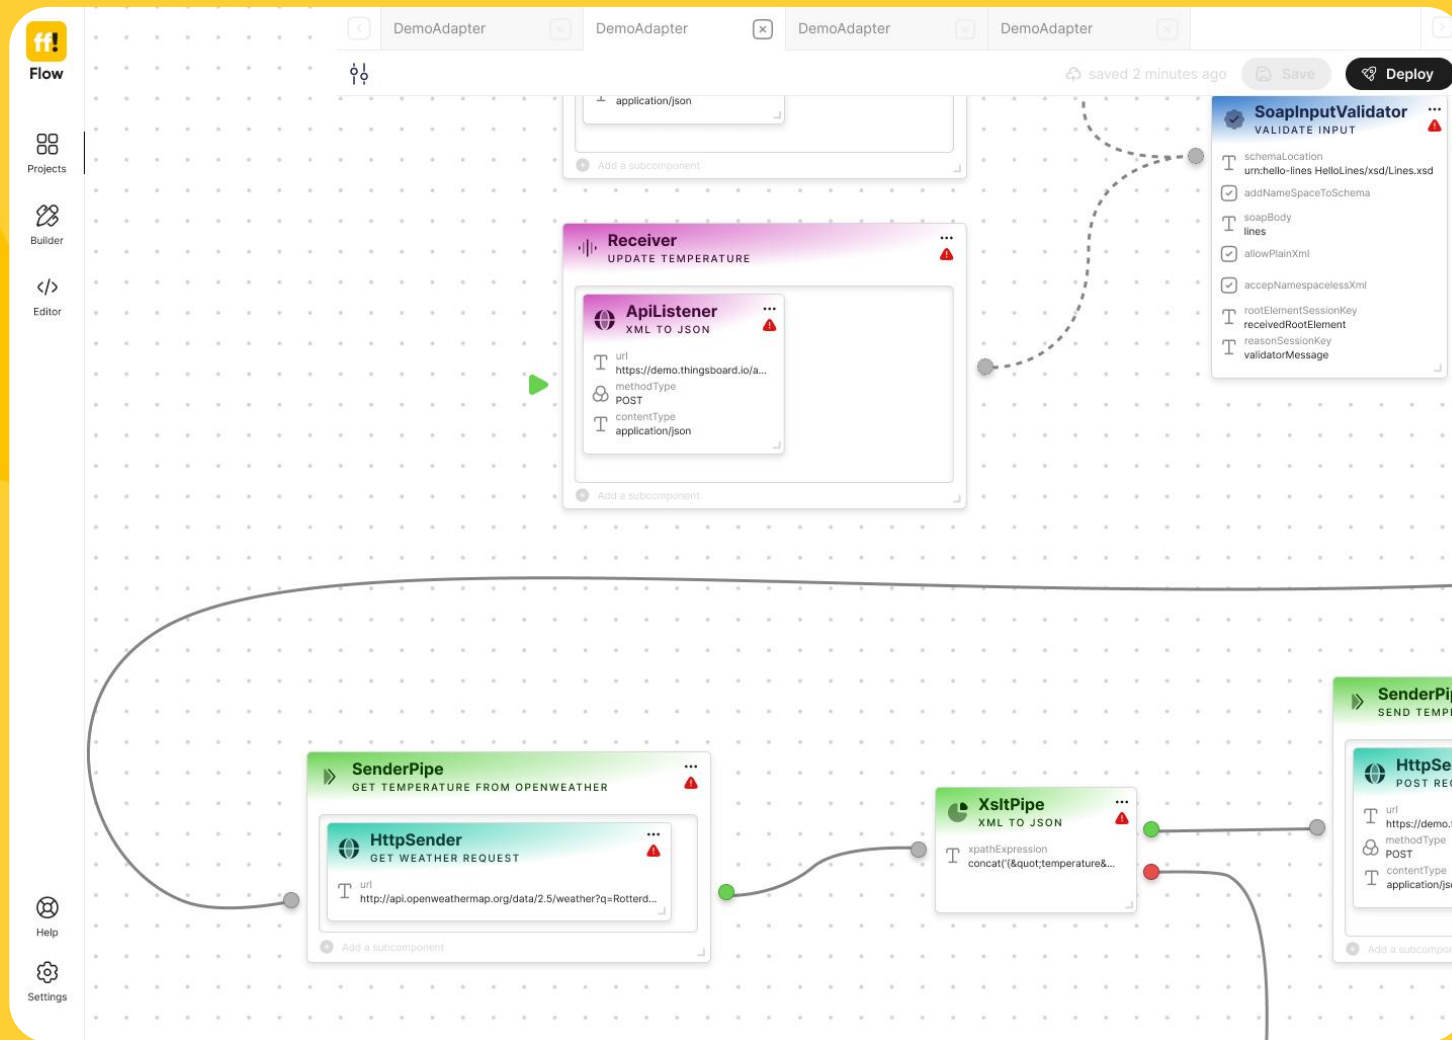 ff!
Flow
Projects
Builder
Editor
Help
Settings
DemoAdapter
DemoAdapter
DemoAdapter
DemoAdapter
saved 2 minutes ago
Save
Deploy
application/json
Add a subcomponent
SoapInputValidator
VALIDATE INPUT
schemaLocation
urn:hello-lines HelloLines/xsd/Lines.xsd
addNameSpaceToSchema
soapBody
lines
allowPlainXml
accepNamespacelessXml
rootElementSessionKey
receivedRootElement
reasonSessionKey
validatorMessage
Receiver
UPDATE TEMPERATURE
ApiListener
XML TO JSON
url
https://demo.thingsboard.io/a...
methodType
POST
contentType
application/json
Add a subcomponent
SenderPipe
GET TEMPERATURE FROM OPENWEATHER
HttpSender
GET WEATHER REQUEST
url
http://api.openweathermap.org/data/2.5/weather?q=Rotterd...
Add a subcomponent
XsltPipe
XML TO JSON
xpathExpression
concat('{&quot;temperature&...
SenderPi
SEND TEMP
HttpSe
POST REQ
url
https://demo.
methodType
POST
contentType
application/js
Add a subcompo